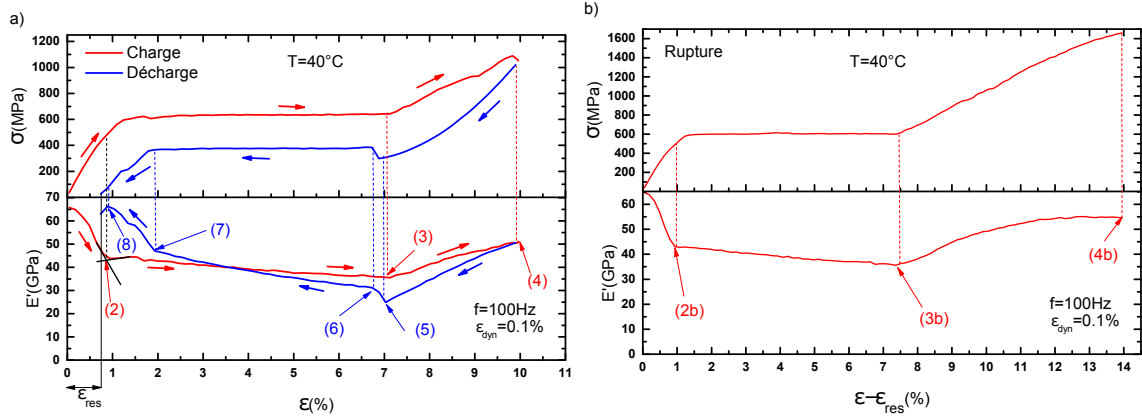 a)
Charge
Décharge
T=40°C
1200
1000
800
600
400
200
σ(MPa)
70
60
50
40
30
20
10
0
E'(GPa)
(8)
(7)
(2)
(3)
(4)
(6)
(5)
f=100Hz
εdyn=0.1%
0 1 2 3 4 5 6 7 8 9 10 11
εres
ε(%)
b)
Rupture
T=40°C
1600
1400
1200
1000
800
600
400
200
σ(MPa)
60
50
40
30
20
10
0
E'(GPa)
(2b)
(3b)
(4b)
f=100Hz
εdyn=0.1%
0 1 2 3 4 5 6 7 8 9 10 11 12 13 14
ε−εres(%)